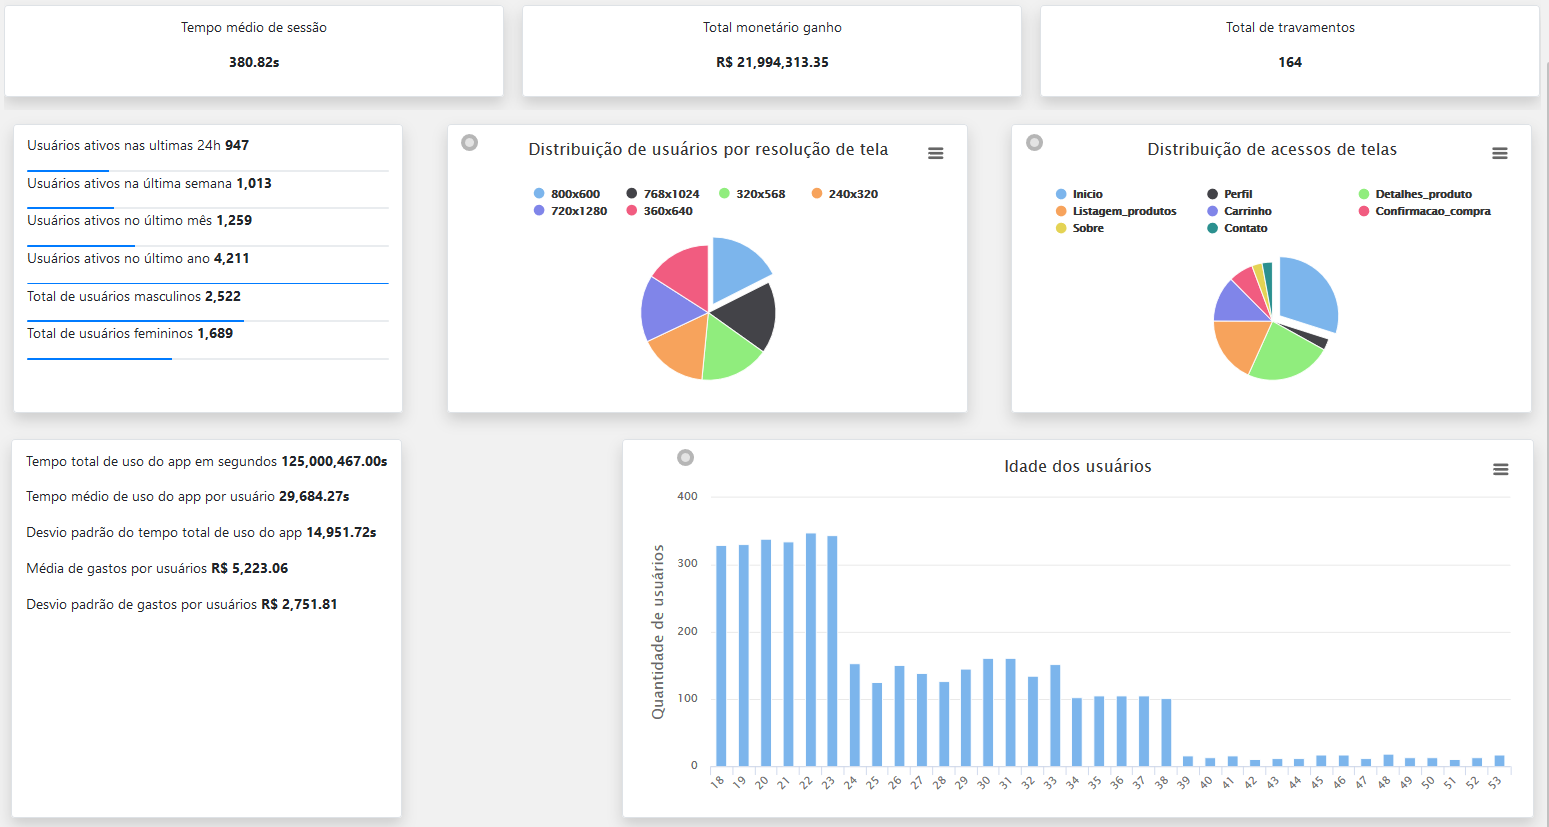 Tempo médio de sessão
380.82s
Total monetário ganho
R$ 21,994,313.35
Total de travamentos
164
Usuários ativos nas ultimas 24h 947
Usuários ativos na última semana 1,013
Usuários ativos no último mês 1,259
Usuários ativos no último ano 4,211
Total de usuários masculinos 2,522
Total de usuários femininos 1,689
Distribuição de usuários por resolução de tela
800x600 768x1024 320x568 240x320
720x1280 360x640
Distribuição de acessos de telas
Inicio Perfil Detalhes_produto
Listagem_produtos Carrinho Confirmacao_compra
Sobre Contato
Tempo total de uso do app em segundos 125,000,467.00s
Tempo médio de uso do app por usuário 29,684.27s
Desvio padrão do tempo total de uso do app 14,951.72s
Média de gastos por usuários R$ 5,223.06
Desvio padrão de gastos por usuários R$ 2,751.81
Idade dos usuários
Quantidade de usuários
400
300
200
100
0
18 19 20 21 22 23 24 25 26 27 28 29 30 31 32 33 34 35 36 37 38 39 40 41 42 43 44 45 46 47 48 49 50 51 52 53